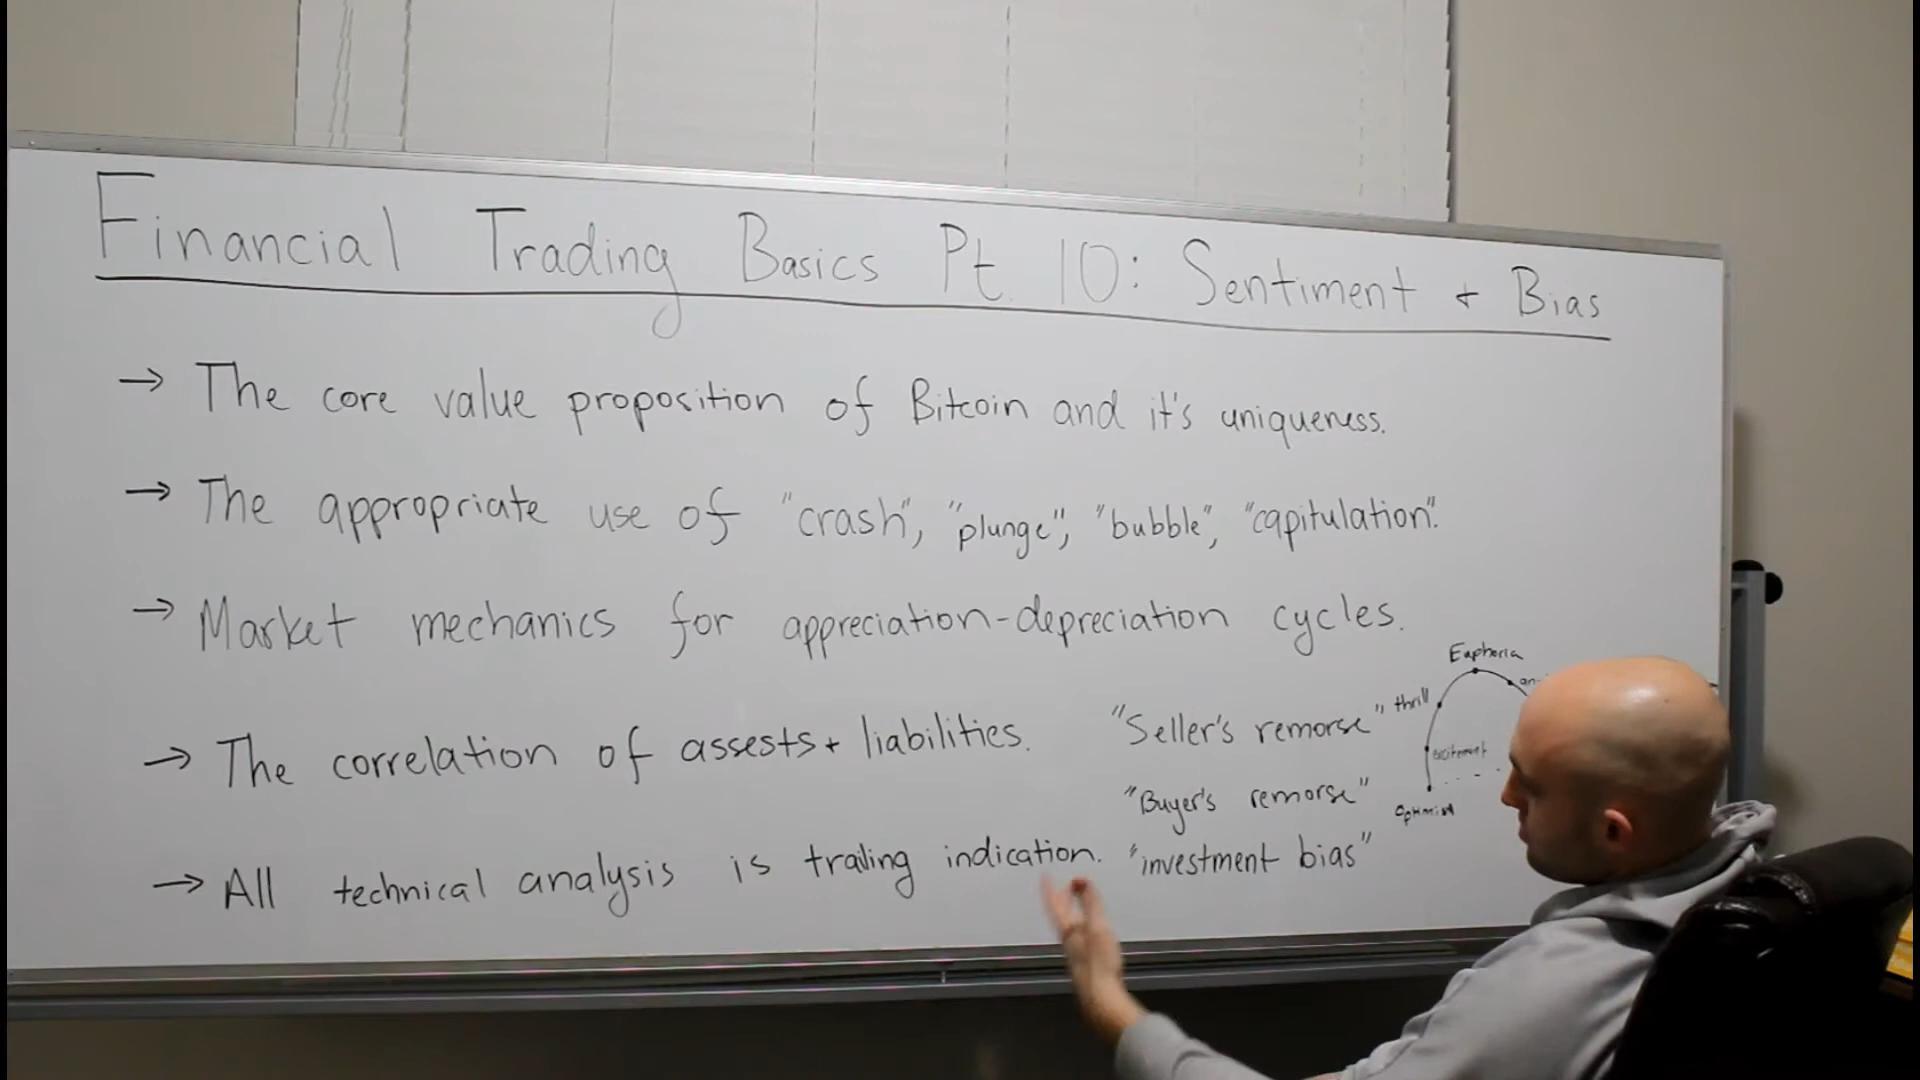 Financial Trading Basics Pt. 10: Sentiment + Bias
→ The core value proposition of Bitcoin and it's uniqueness.
→ The appropriate use of "crash", "plunge", "bubble", "capitulation".
→ Market mechanics for appreciation-depreciation cycles.
→ The correlation of assests + liabilities.
→ All technical analysis is trailing indication.
"Seller's remorse"
"Buyer's remorse"
"investment bias"
Euphoria
thrill
excitement